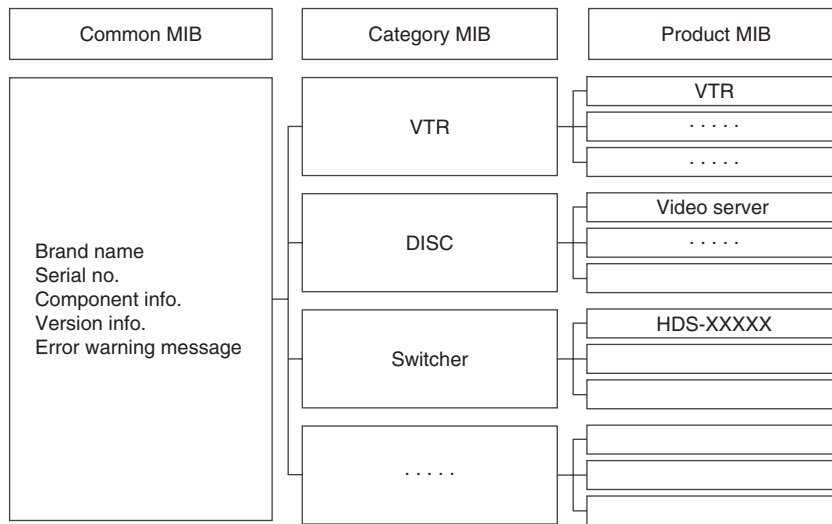 Common MIB
Category MIB
Product MIB
Brand name
Serial no.
Component info.
Version info.
Error warning message
VTR
VTR
. . . . .
. . . . .
DISC
Video server
. . . . .
Switcher
HDS-XXXXX
. . . . .